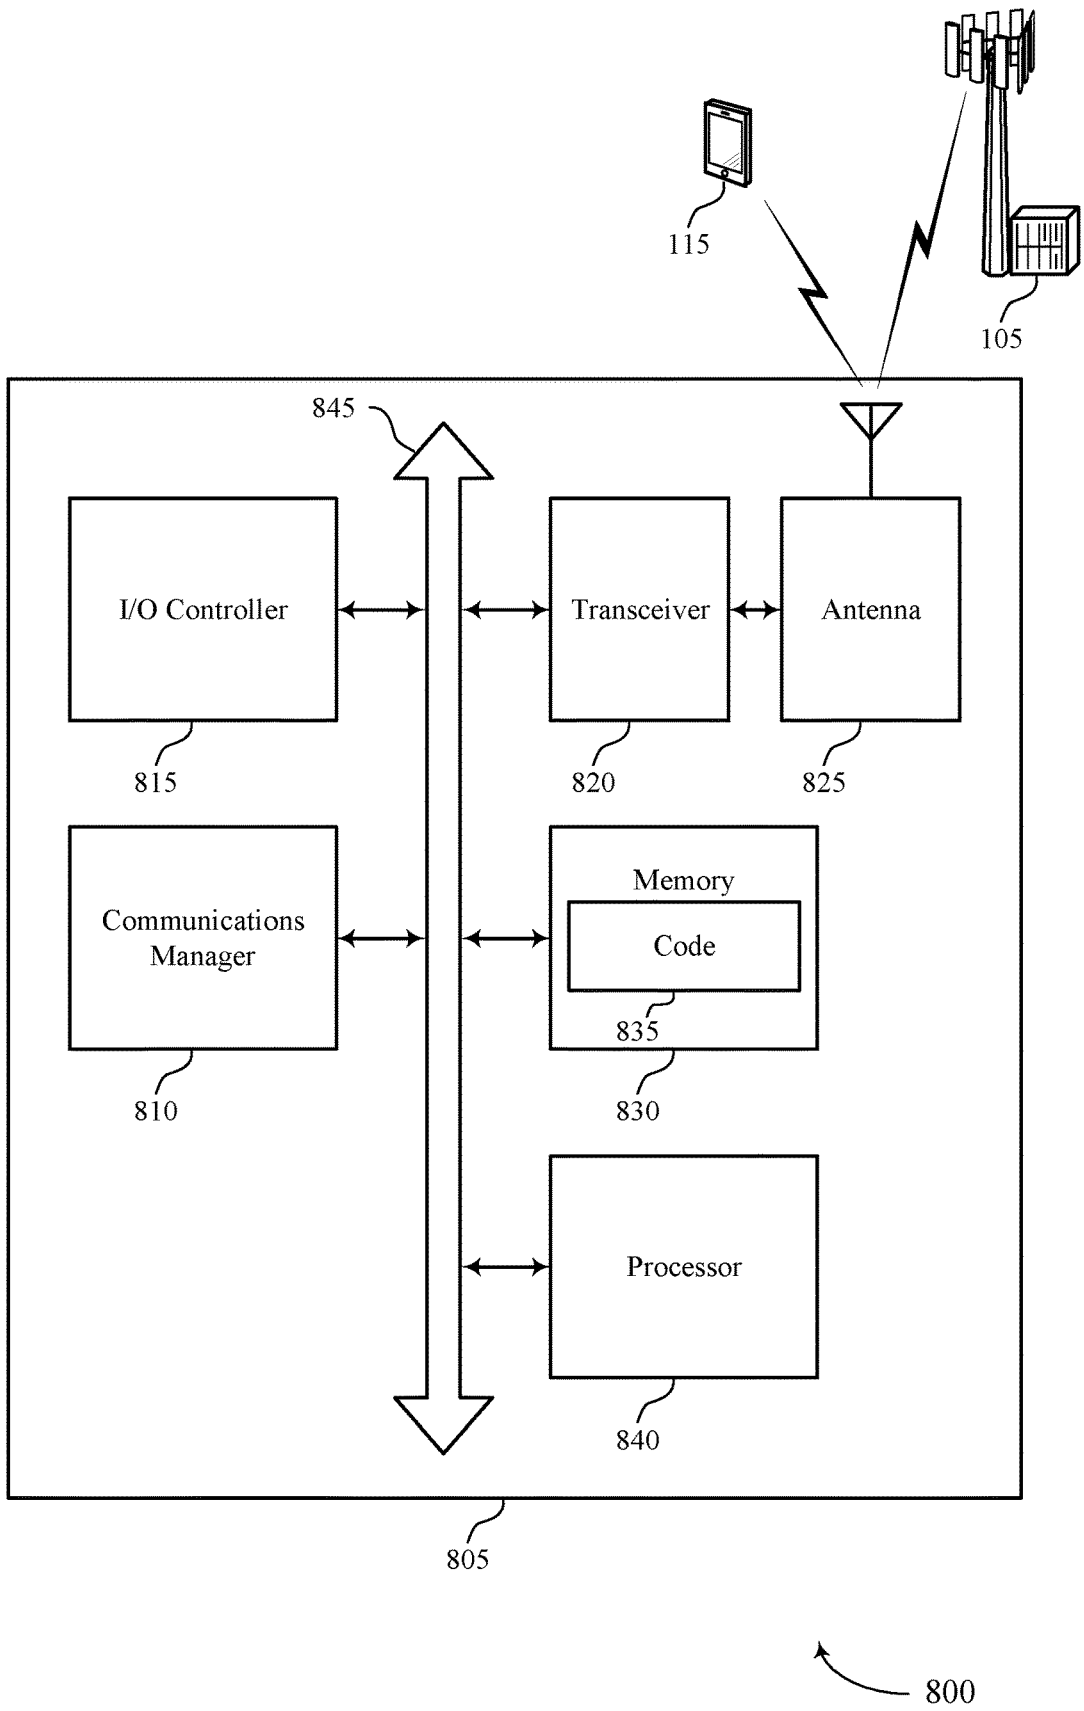 115
105
845
I/O Controller
Transceiver
Antenna
815
820
825
Communications
Manager
Memory
Code
835
810
830
Processor
840
805
800